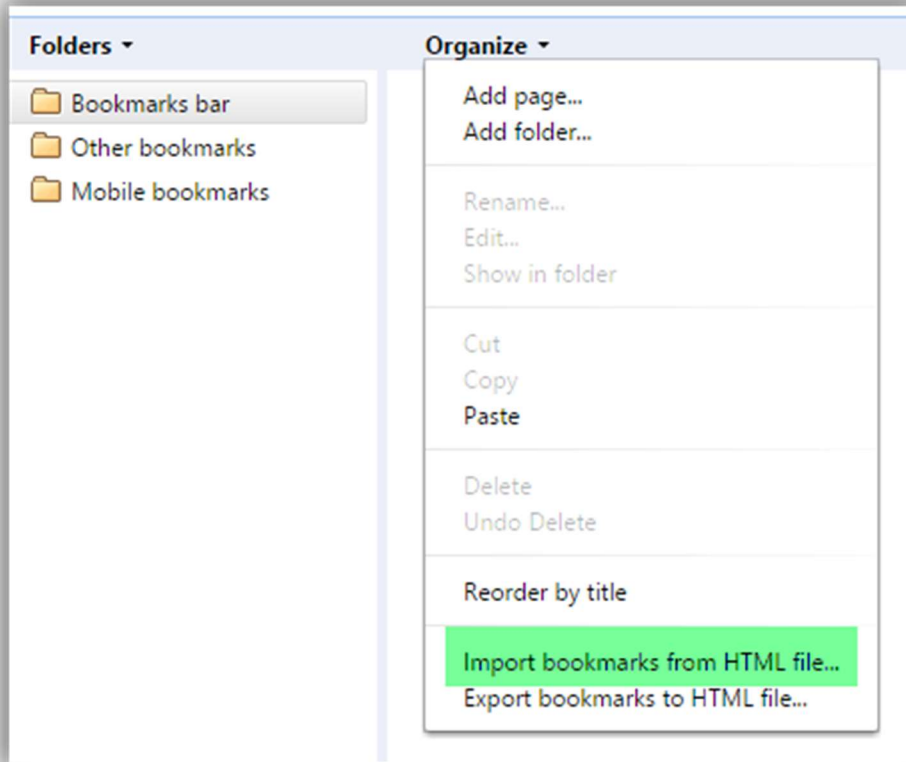 Folders
Organize
Bookmarks bar
Other bookmarks
Mobile bookmarks
Add page...
Add folder...
Rename...
Edit...
Show in folder
Cut
Copy
Paste
Delete
Undo Delete
Reorder by title
Import bookmarks from HTML file...
Export bookmarks to HTML file...